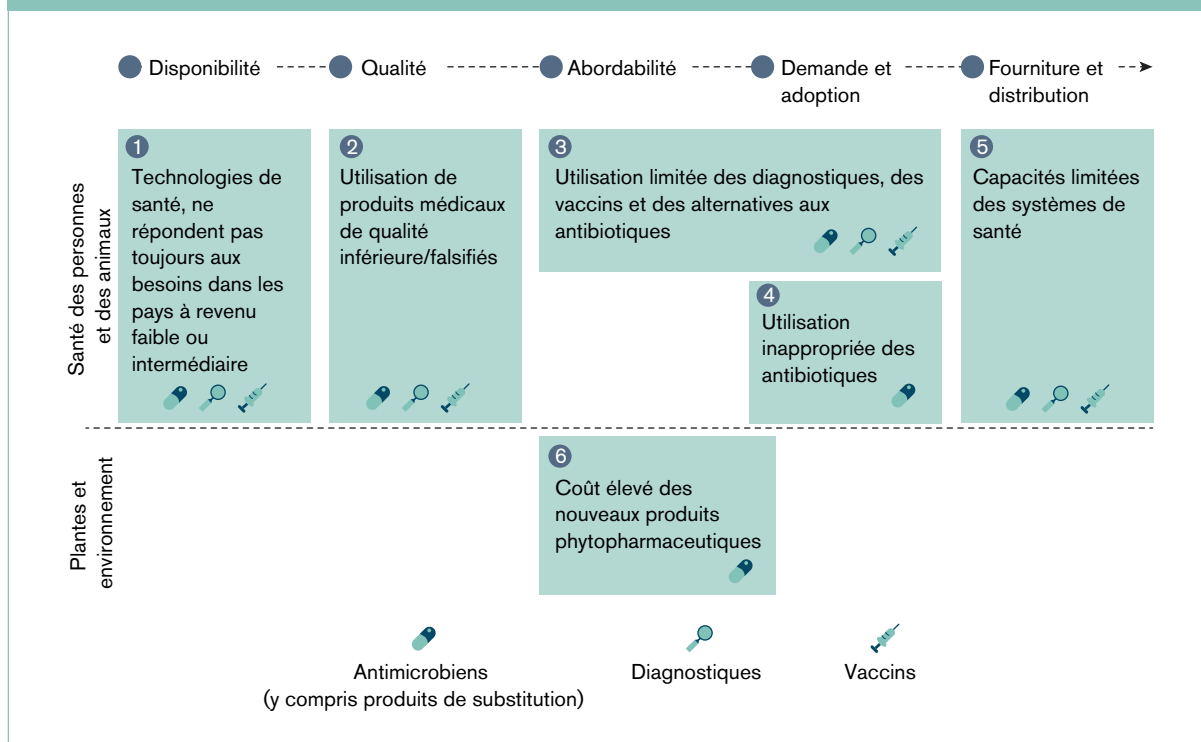 Disponibilité
Qualité
Abordabilité
Demande et
adoption
Fourniture et
distribution
Santé des personnes
et des animaux
1
Technologies de
santé, ne
répondent pas
toujours aux
besoins dans les
pays à revenu
faible ou
intermédiaire
2
Utilisation de
produits médicaux
de qualité
inférieure/falsifiés
3
Utilisation limitée des diagnostiques, des
vaccins et des alternatives aux
antibiotiques
4
Utilisation
inappropriée des
antibiotiques
5
Capacités limitées
des systèmes de
santé
Plantes et
environnement
6
Coût élevé des
nouveaux produits
phytopharmaceutiques
Antimicrobiens
(y compris produits de substitution)
Diagnostiques
Vaccins